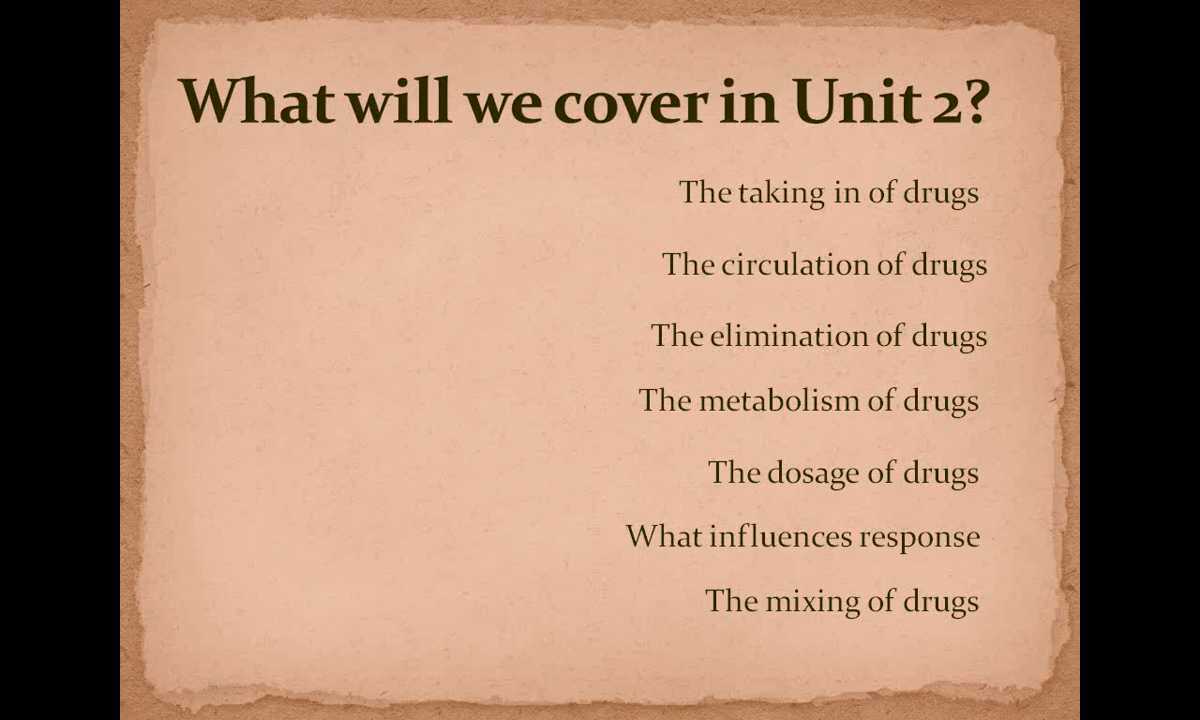 What will we cover in Unit 2?
The taking in of drugs
The circulation of drugs
The elimination of drugs
The metabolism of drugs
The dosage of drugs
What influences response
The mixing of drugs